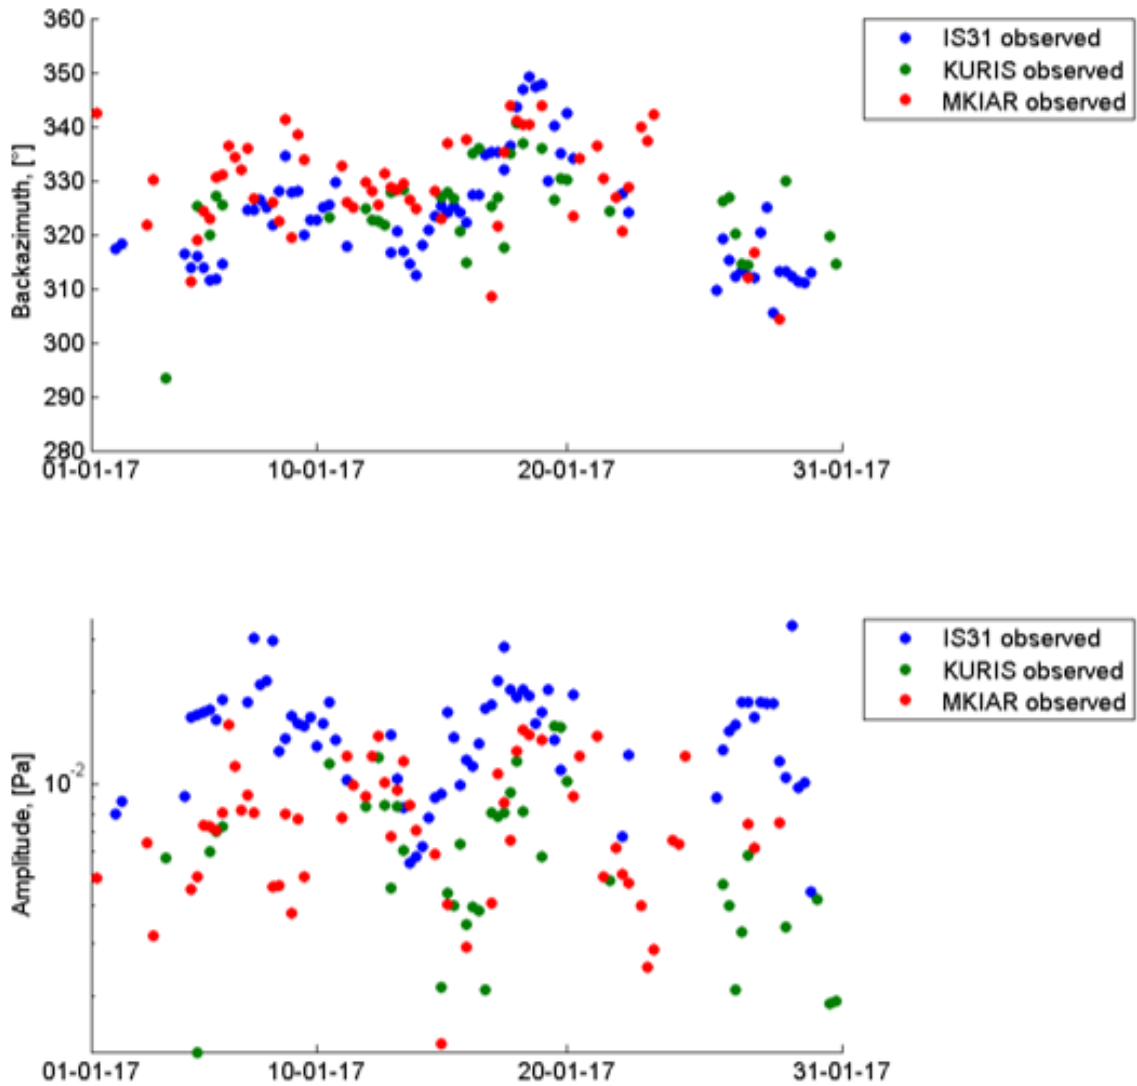 360
350
340
330
320
310
300
290
280
Backazimuth, [°]
01-01-17 10-01-17 20-01-17 31-01-17
IS31 observed
KURIS observed
MKIAR observed
10-2
Amplitude, [Pa]
01-01-17 10-01-17 20-01-17 31-01-17
IS31 observed
KURIS observed
MKIAR observed